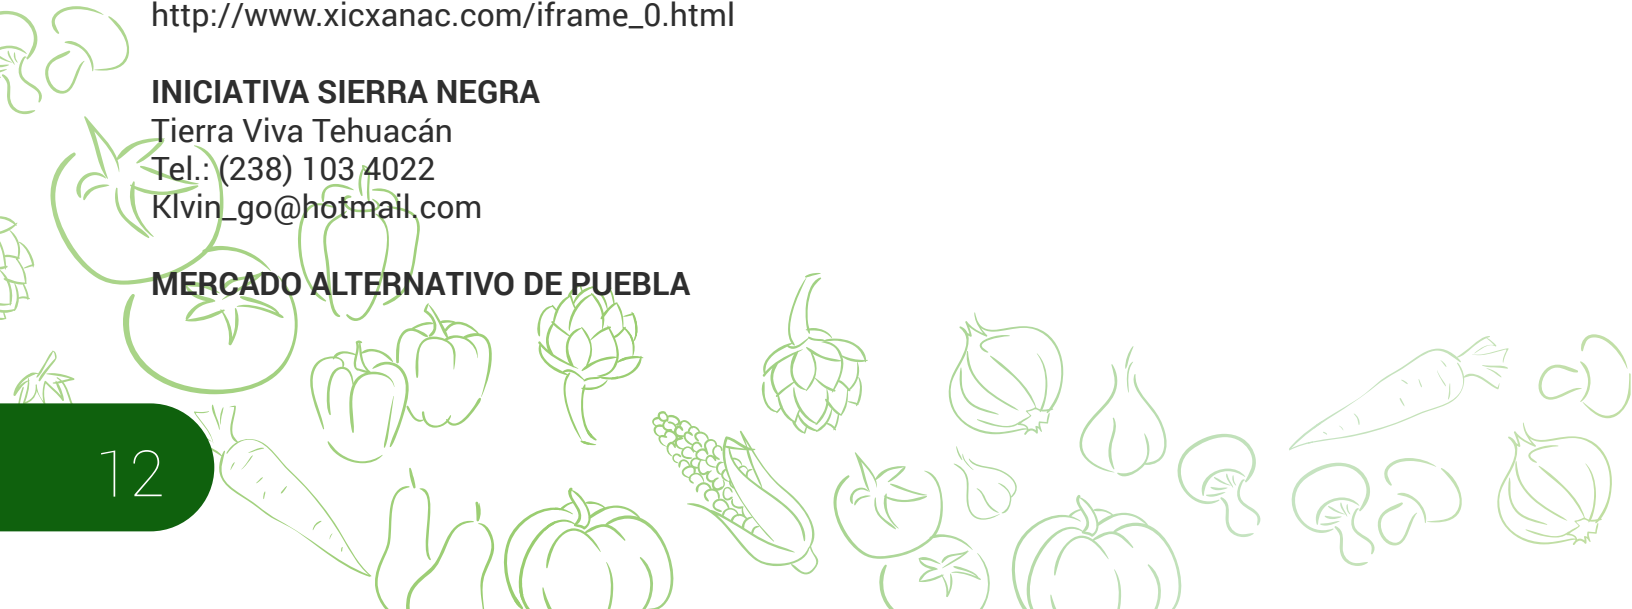 http://www.xicxanac.com/iframe_0.html
INICIATIVA SIERRA NEGRA
Tierra Viva Tehuacán
Tel.: (238) 103 4022
Klvin_go@hotmail.com
MERCADO ALTERNATIVO DE PUEBLA
12